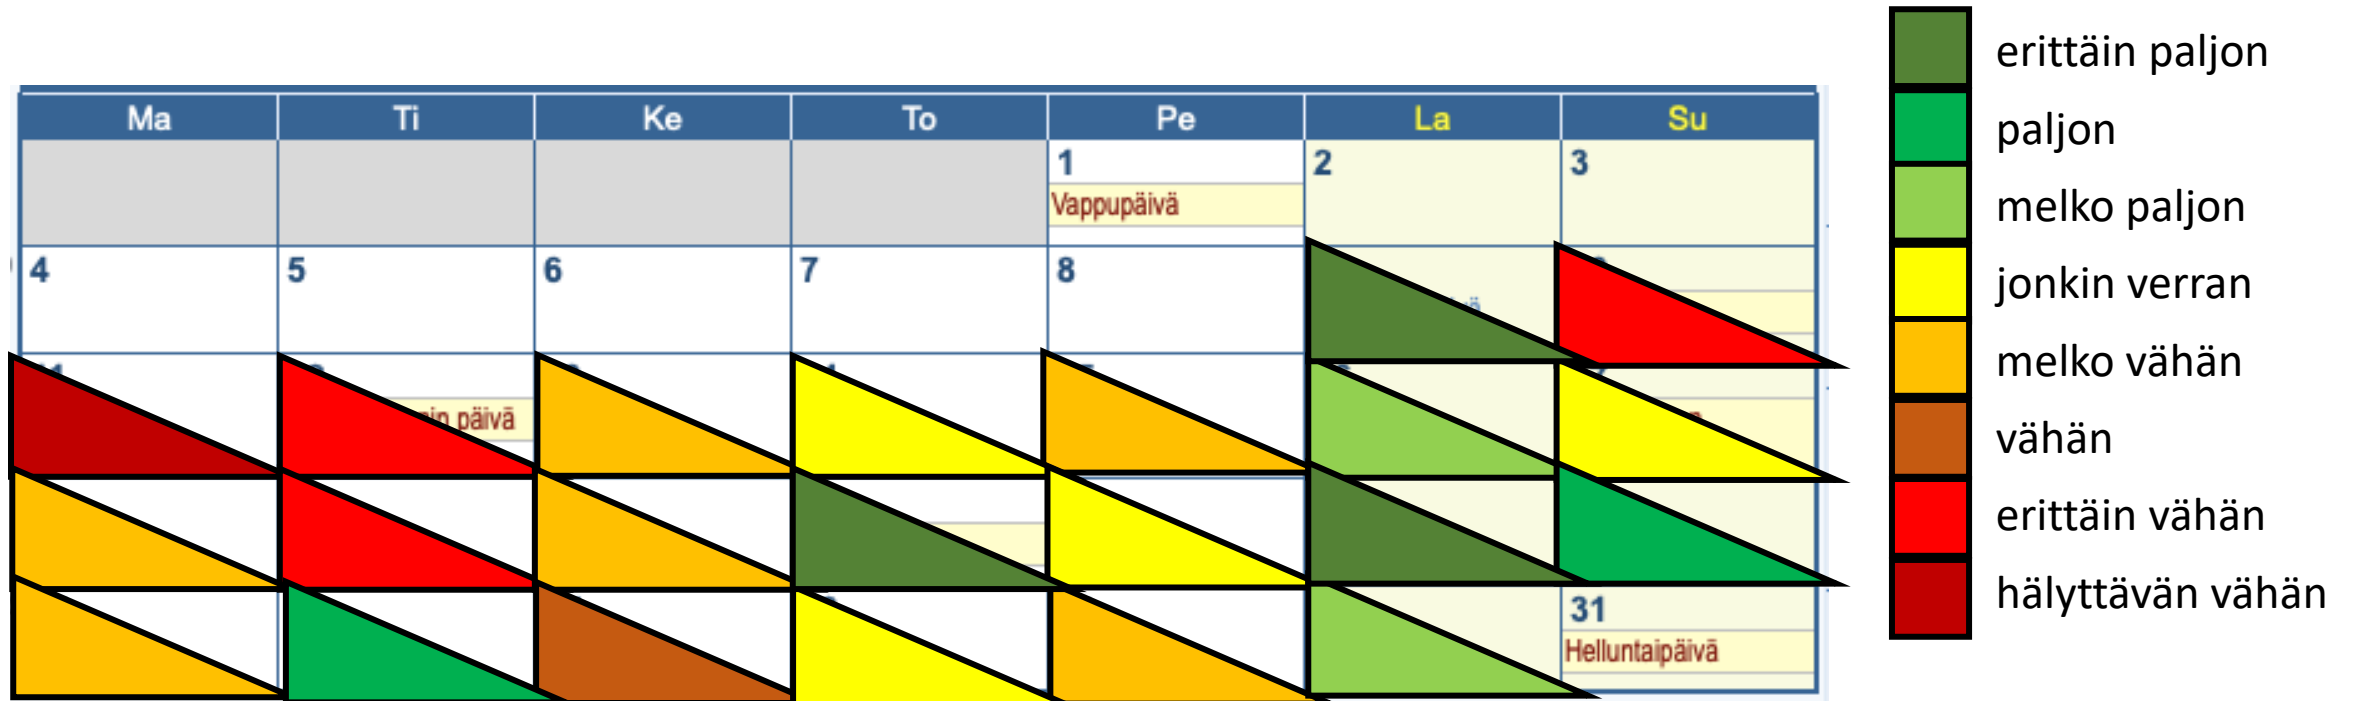 Ma Ti Ke To Pe La Su
1 2 3
Vappupäivä
4 5 6 7 8
päivä
31
Helluntaipäivä
erittäin paljon
paljon
melko paljon
jonkin verran
melko vähän
vähän
erittäin vähän
hälyttävän vähän